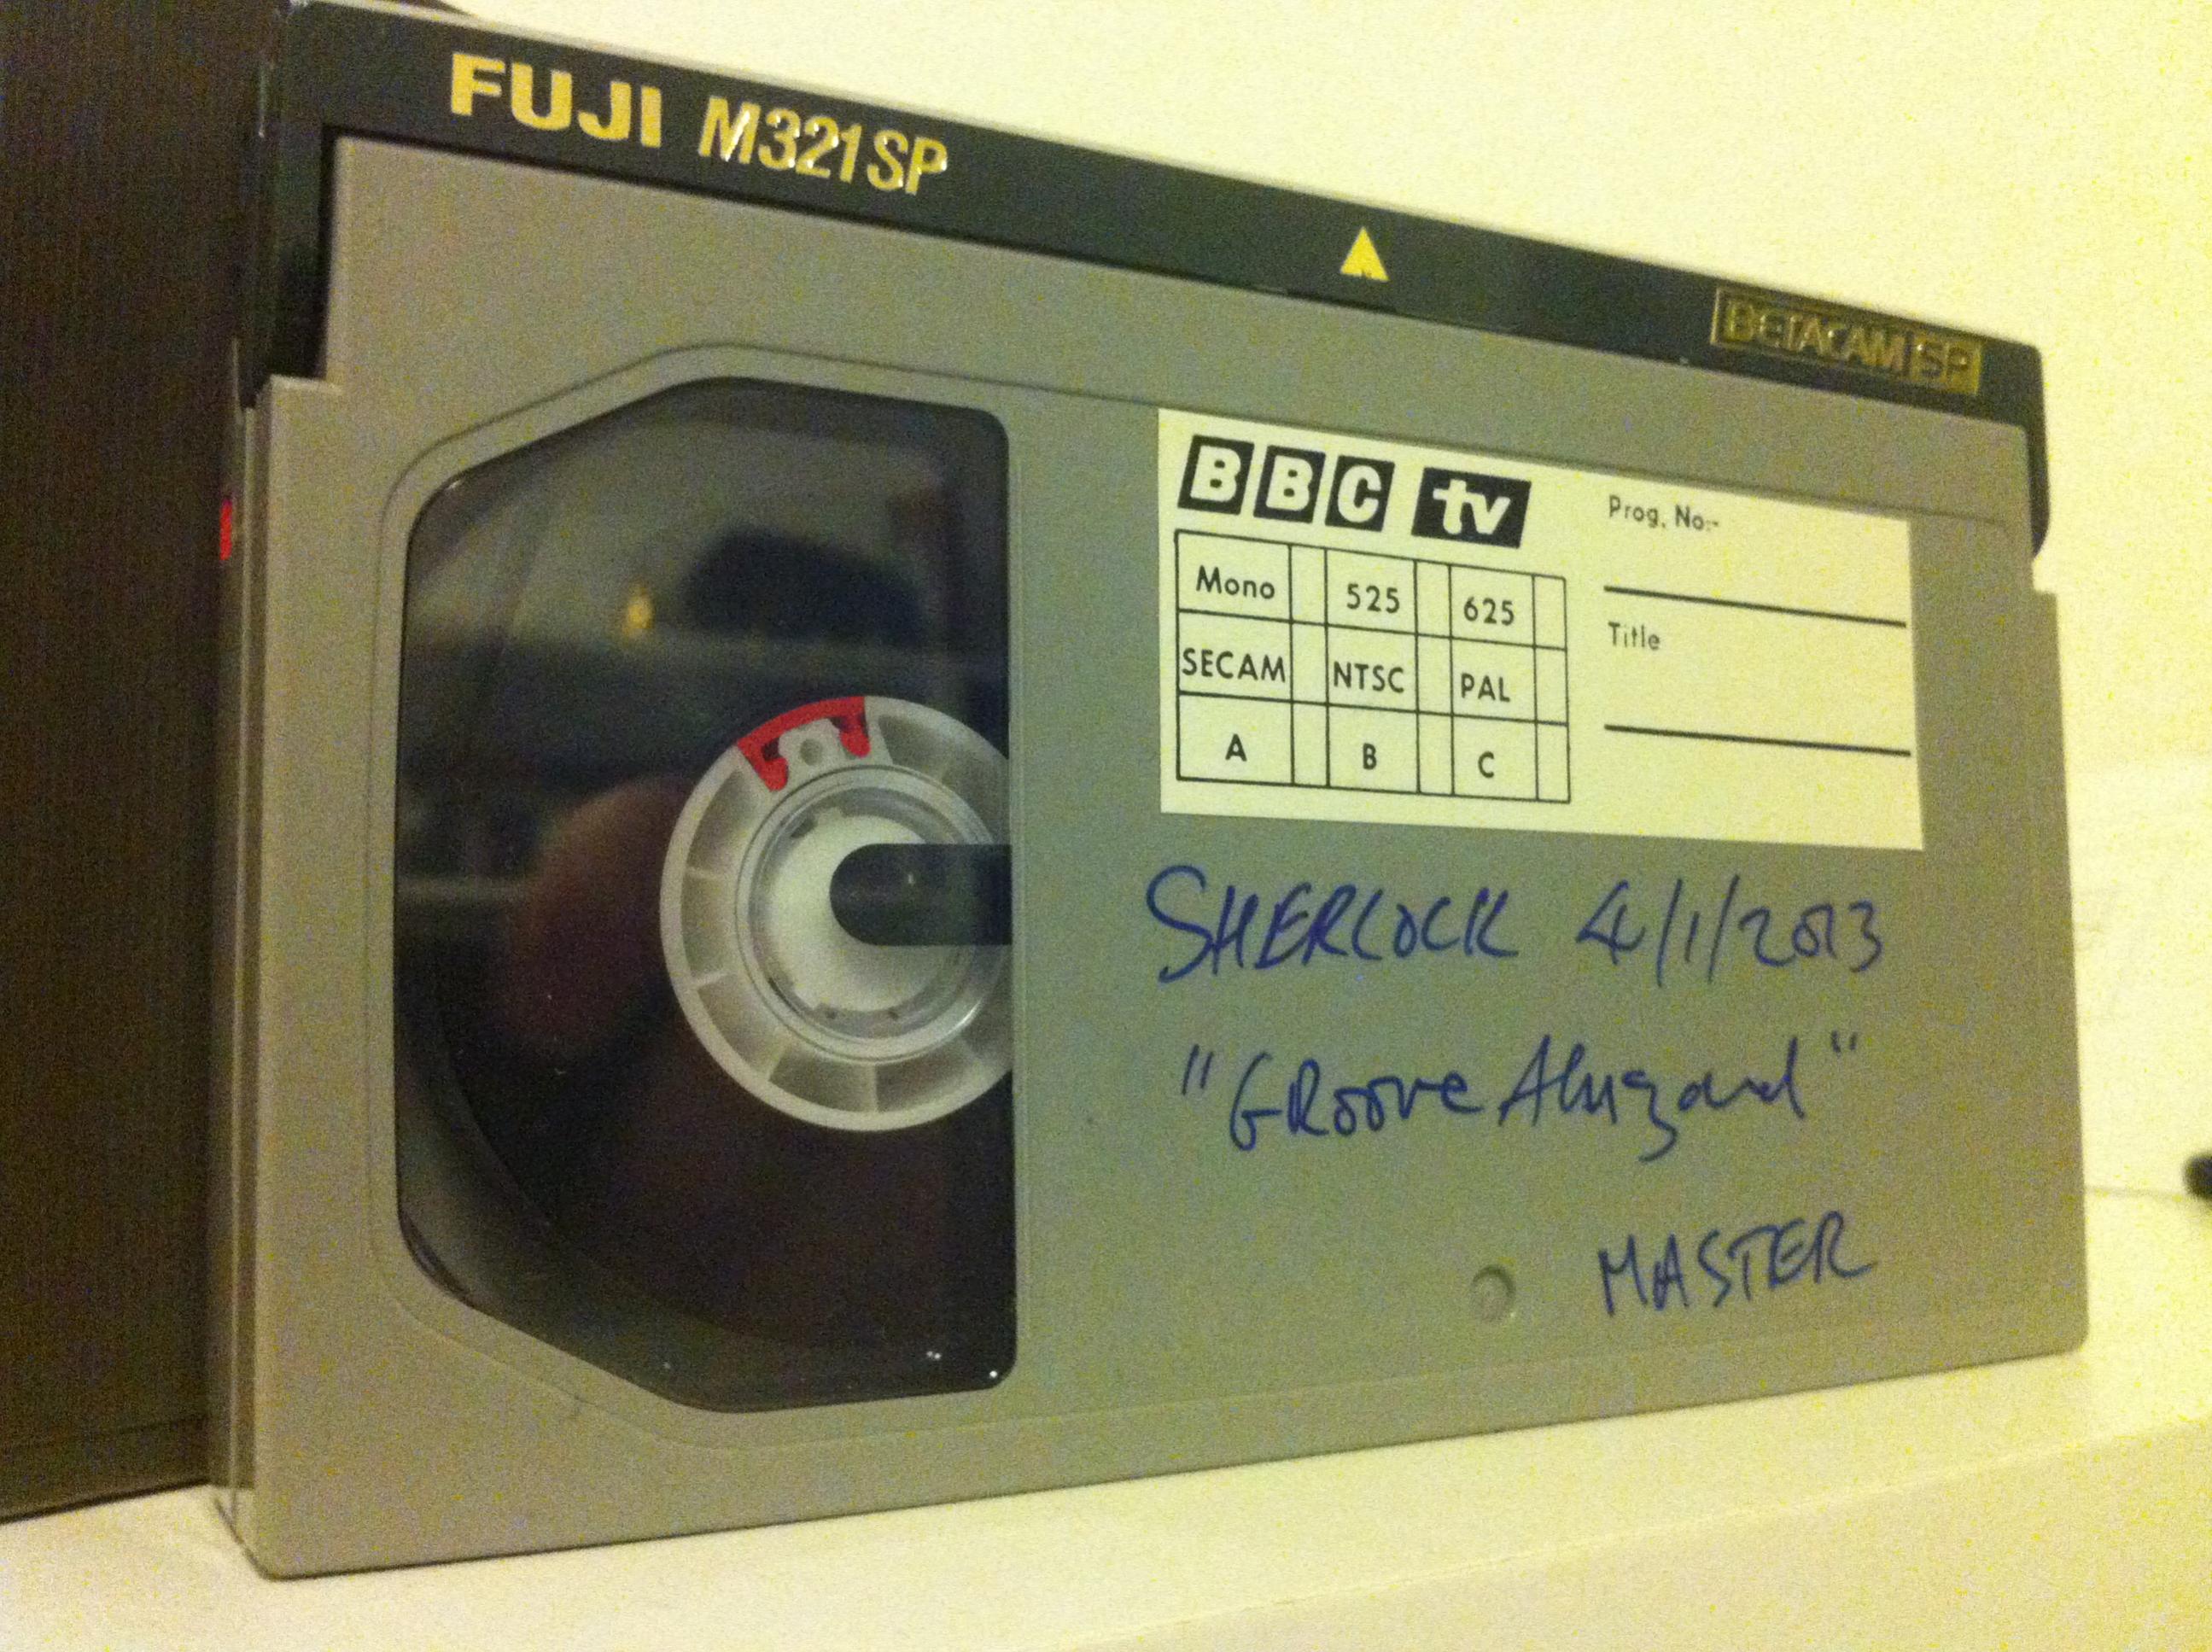 FUJI M321SP
BETACAM SP
BBC tv
Prog. No:-
Mono 525 625
Title
SECAM NTSC PAL
A B C
SHERLOCK 4/1/2013
"GROOVE Alugard"
MASTER